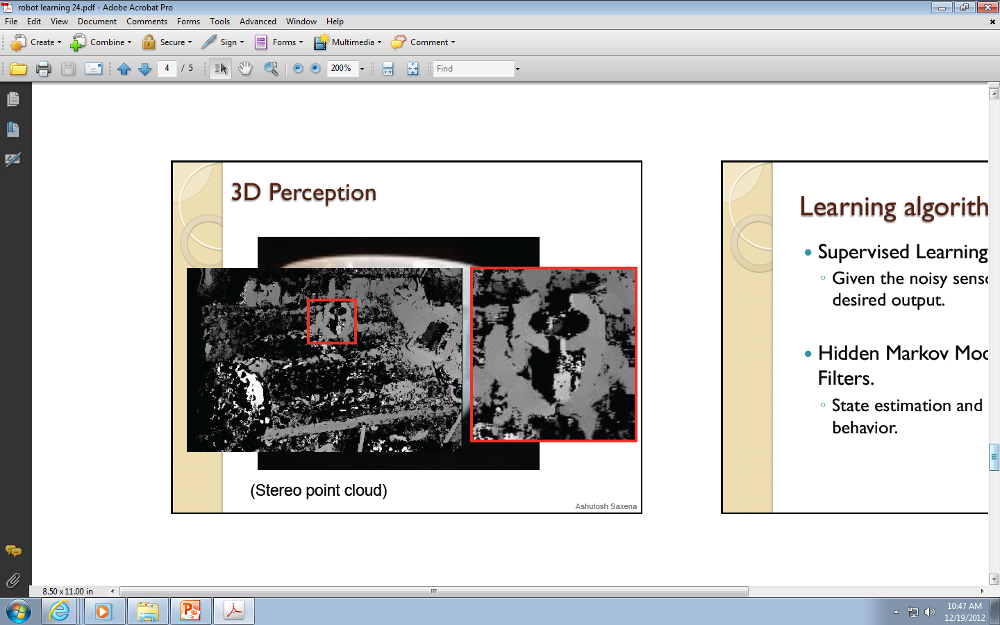 robot learning 24.pdf - Adobe Acrobat Pro
File Edit View Document Comments Forms Tools Advanced Window Help
Create Combine Secure Sign Forms Multimedia Comment
4 / 5 200% Find
3D Perception
(Stereo point cloud)
Ashutosh Saxena
Learning algorith
Supervised Learning
Given the noisy senso
desired output.
Hidden Markov Moc
Filters.
State estimation and
behavior.
8.50 x 11.00 in
10:47 AM
12/19/2012